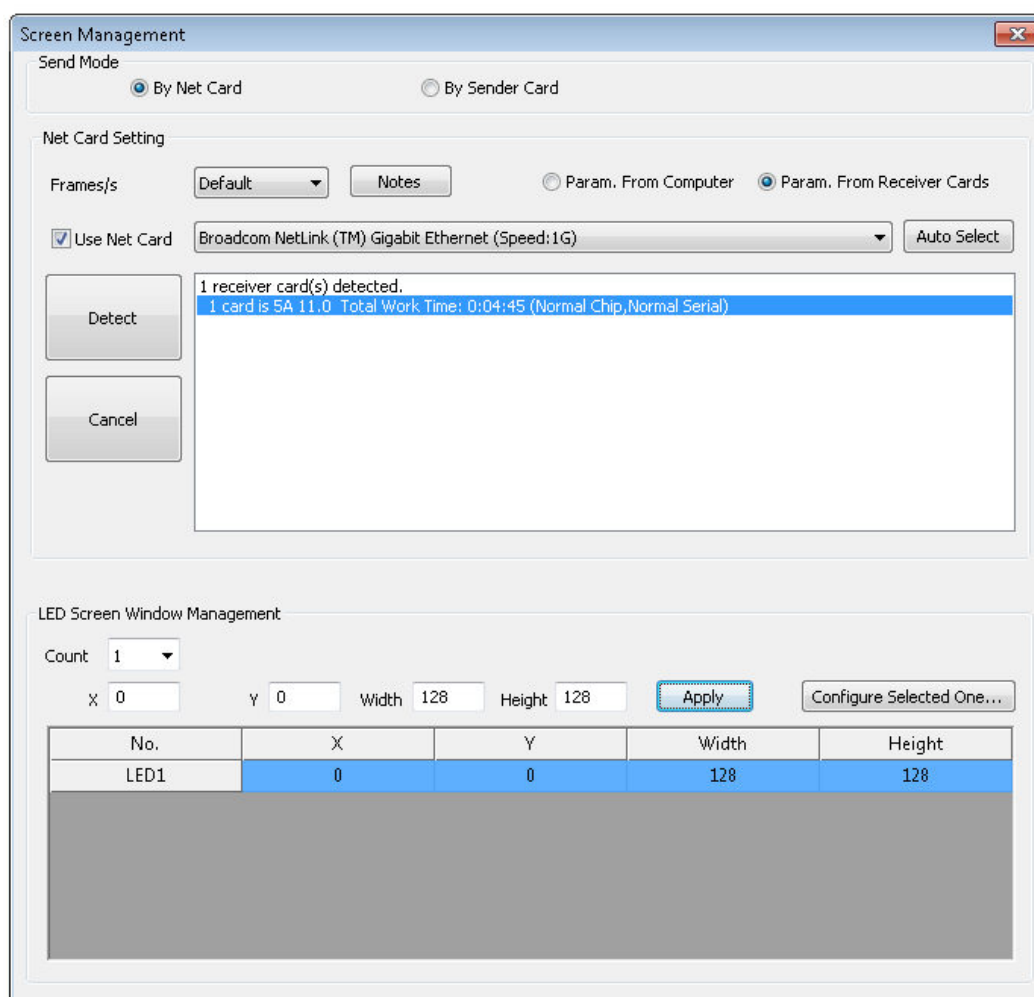 Screen Management
Send Mode
By Net Card By Sender Card
Net Card Setting
Frames/s Default Notes Param. From Computer Param. From Receiver Cards
Use Net Card Broadcom NetLink (TM) Gigabit Ethernet (Speed:1G) Auto Select
Detect
1 receiver card(s) detected.
1 card is 5A 11.0 Total Work Time: 0:04:45 (Normal Chip,Normal Serial)
Cancel
LED Screen Window Management
Count 1
X 0 Y 0 Width 128 Height 128 Apply Configure Selected One...
No. X Y Width Height
LED1 0 0 128 128